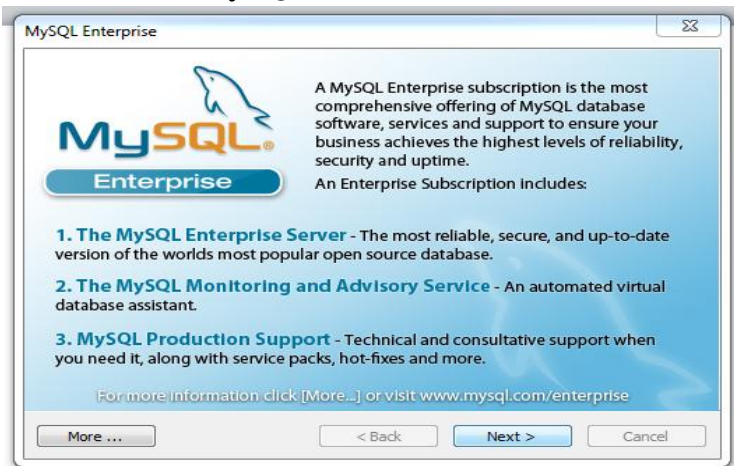 MySQL Enterprise
MySQL®
Enterprise
A MySQL Enterprise subscription is the most
comprehensive offering of MySQL database
software, services and support to ensure your
business achieves the highest levels of reliability,
security and uptime.
An Enterprise Subscription includes:
1. The MySQL Enterprise Server - The most reliable, secure, and up-to-date
version of the worlds most popular open source database.
2. The MySQL Monitoring and Advisory Service - An automated virtual
database assistant.
3. MySQL Production Support - Technical and consultative support when
you need it, along with service packs, hot-fixes and more.
For more information click [More...] or visit www.mysql.com/enterprise
More ...
< Back
Next >
Cancel